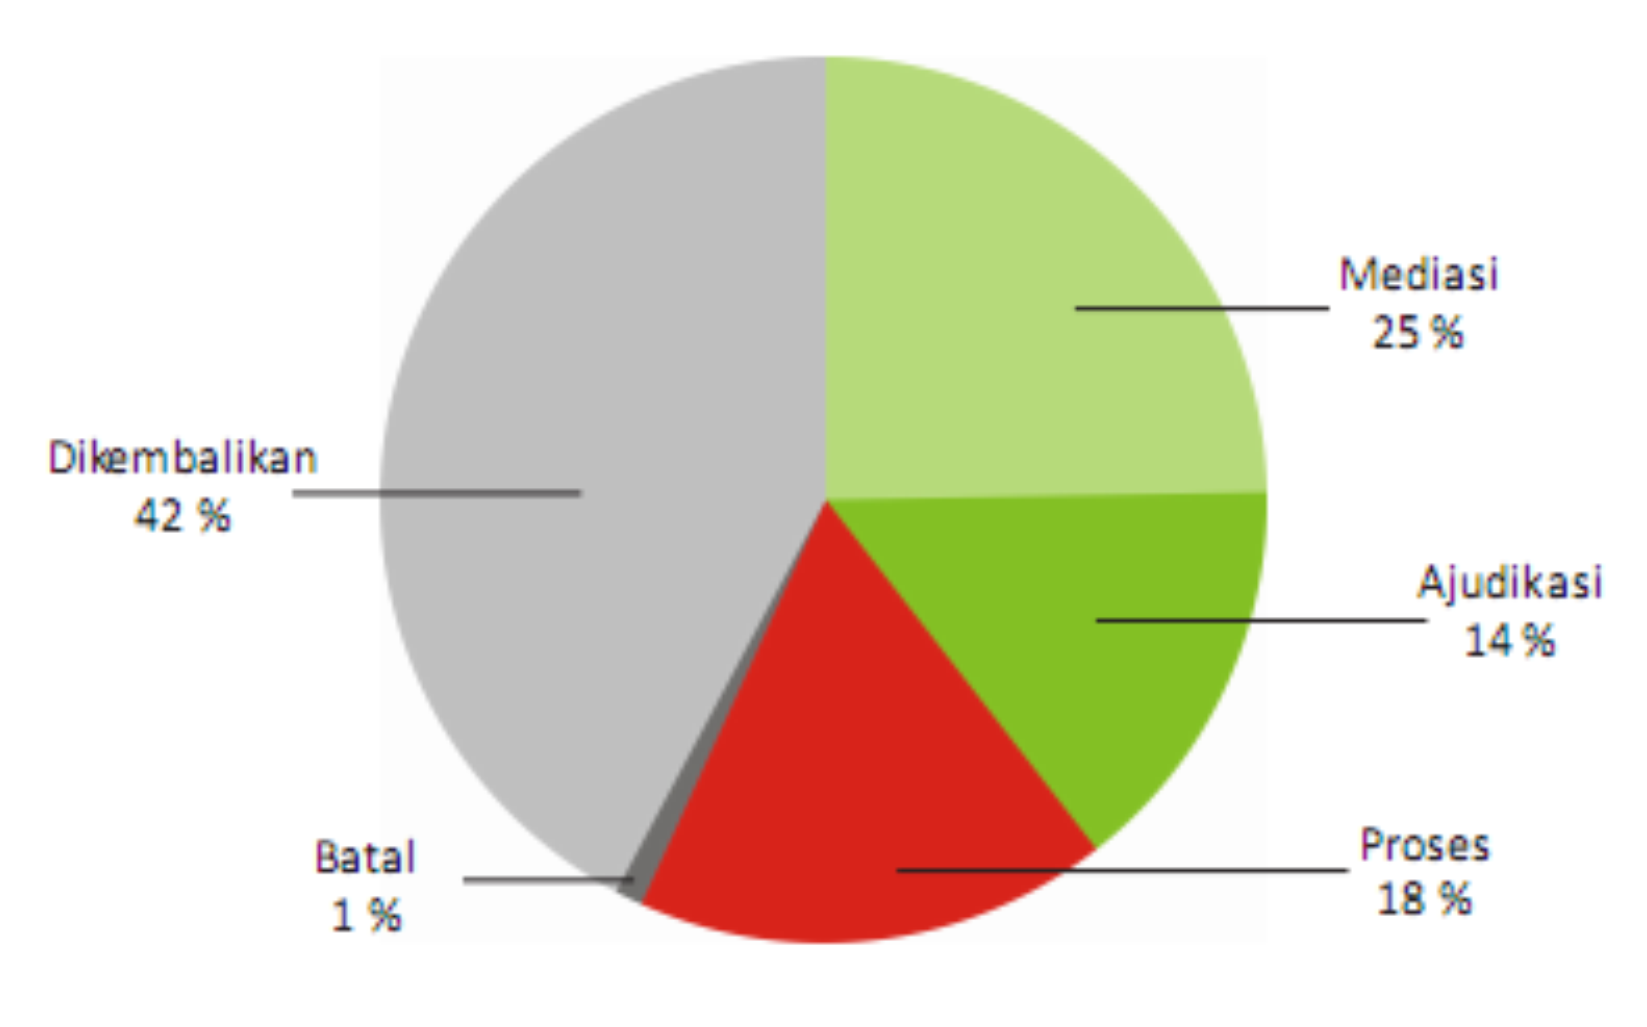 Mediasi
25 %
Dikembalikan
42 %
Ajudikasi
14 %
Proses
18 %
Batal
1 %